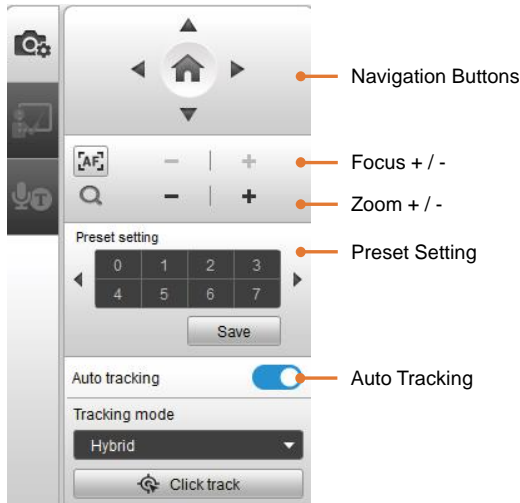 Navigation Buttons
[AF]
Focus + / -
Zoom + / -
Preset setting
Preset Setting
0 1 2 3
4 5 6 7
Save
Auto tracking
Auto Tracking
Tracking mode
Hybrid
Click track
T